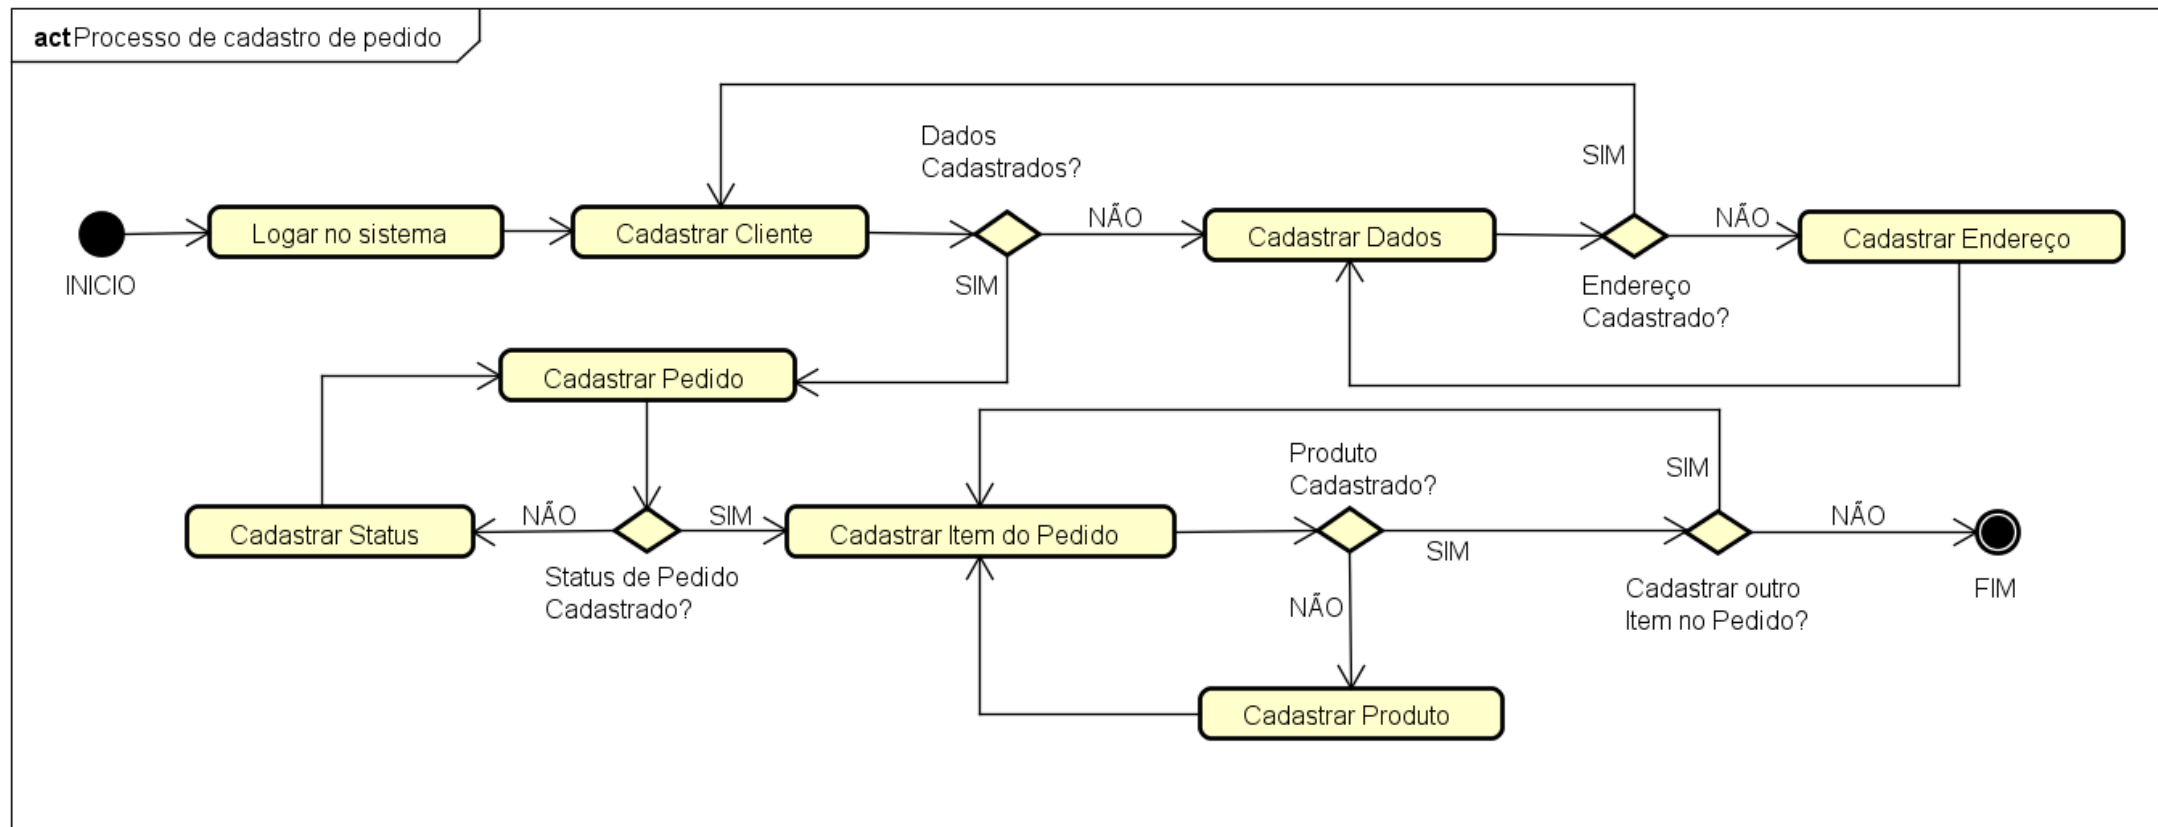 act Processo de cadastro de pedido
Dados
Cadastrados?
SIM
Logar no sistema
Cadastrar Cliente
NÃO
Cadastrar Dados
NÃO
Cadastrar Endereço
INICIO
SIM
Endereço
Cadastrado?
Cadastrar Pedido
Produto
Cadastrado?
SIM
Cadastrar Status
NÃO
SIM
Cadastrar Item do Pedido
SIM
NÃO
Status de Pedido
Cadastrado?
NÃO
Cadastrar outro
Item no Pedido?
FIM
Cadastrar Produto